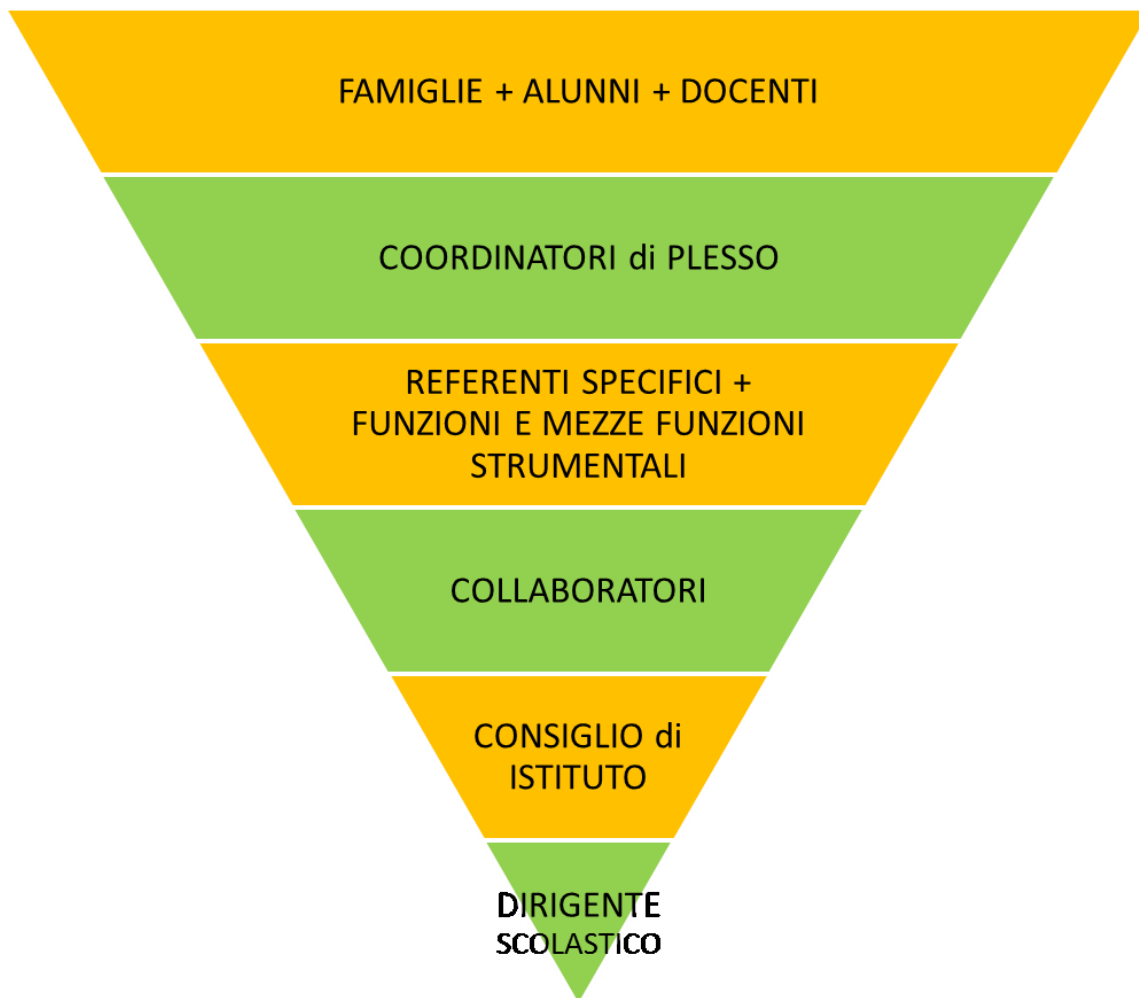 FAMIGLIE + ALUNNI + DOCENTI
COORDINATORI di PLESSO
REFERENTI SPECIFICI +
FUNZIONI E MEZZE FUNZIONI
STRUMENTALI
COLLABORATORI
CONSIGLIO di
ISTITUTO
DIRIGENTE
SCOLASTICO